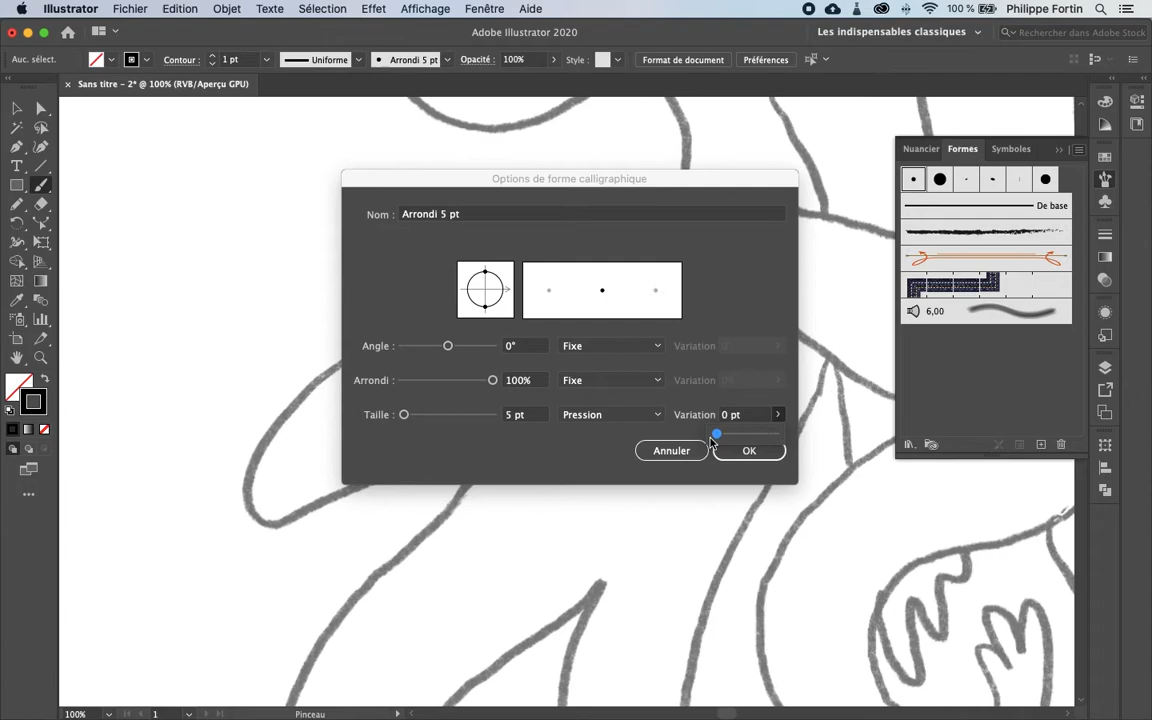 Illustrator Fichier Edition Objet Texte Sélection Effet Affichage Fenêtre Aide 100 % Philippe Fortin
Adobe Illustrator 2020 Les indispensables classiques Rechercher dans Adobe Stock
Auc. sélect. Contour : 1 pt Uniforme Arrondi 5 pt Opacité : 100% Style : Format de document Préférences
× Sans titre - 2* @ 100% (RVB/Aperçu GPU)
Nuancier Formes Symboles
Options de forme calligraphique
Nom : Arrondi 5 pt
De base
6,00
Angle : 0° Fixe Variation
Arrondi : 100% Fixe Variation
Taille : 5 pt Pression Variation 0 pt
Annuler OK
100% 1 Pinceau